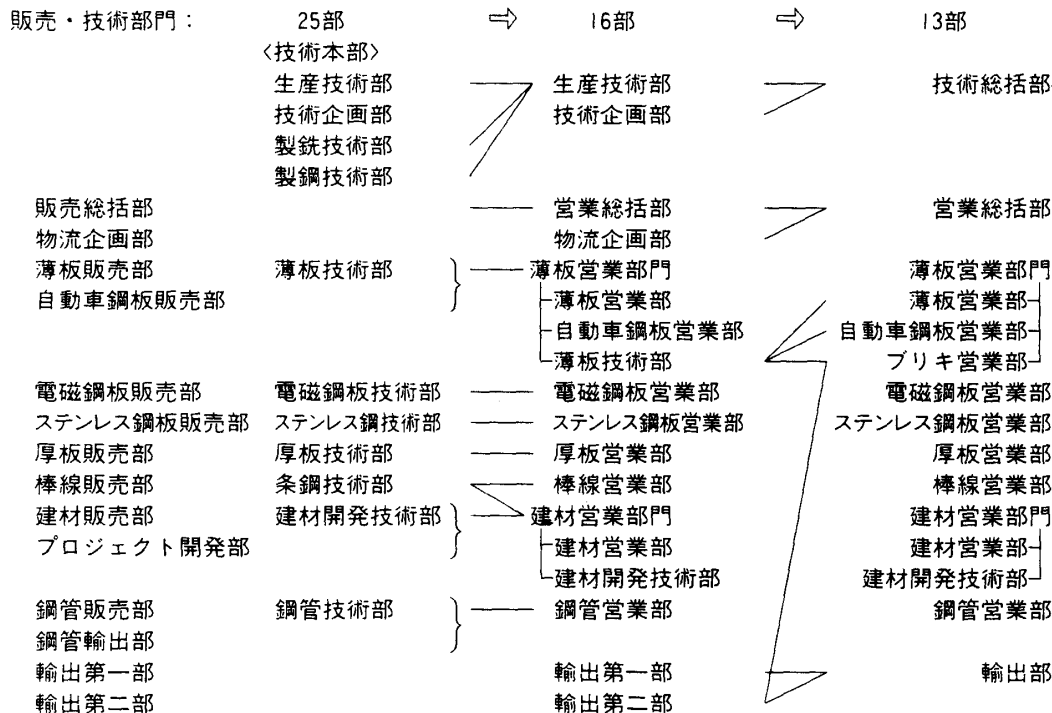 販売・技術部門： 25部 ⇨ 16部 ⇨ 13部
〈技術本部〉
生産技術部 生産技術部 技術総括部
技術企画部 技術企画部
製銑技術部
製鋼技術部
販売総括部 営業総括部 営業総括部
物流企画部 物流企画部
薄板販売部 薄板技術部 薄板営業部門 薄板営業部門
自動車鋼板販売部 薄板営業部 薄板営業部
自動車鋼板営業部 自動車鋼板営業部
薄板技術部 ブリキ営業部
電磁鋼板販売部 電磁鋼板技術部 電磁鋼板営業部 電磁鋼板営業部
ステンレス鋼板販売部 ステンレス鋼技術部 ステンレス鋼板営業部 ステンレス鋼板営業部
厚板販売部 厚板技術部 厚板営業部 厚板営業部
棒線販売部 条鋼技術部 棒線営業部 棒線営業部
建材販売部 建材開発技術部 建材営業部門 建材営業部門
プロジェクト開発部 建材営業部 建材営業部
建材開発技術部 建材開発技術部
鋼管販売部 鋼管技術部 鋼管営業部 鋼管営業部
鋼管輸出部
輸出第一部 輸出第一部 輸出部
輸出第二部 輸出第二部